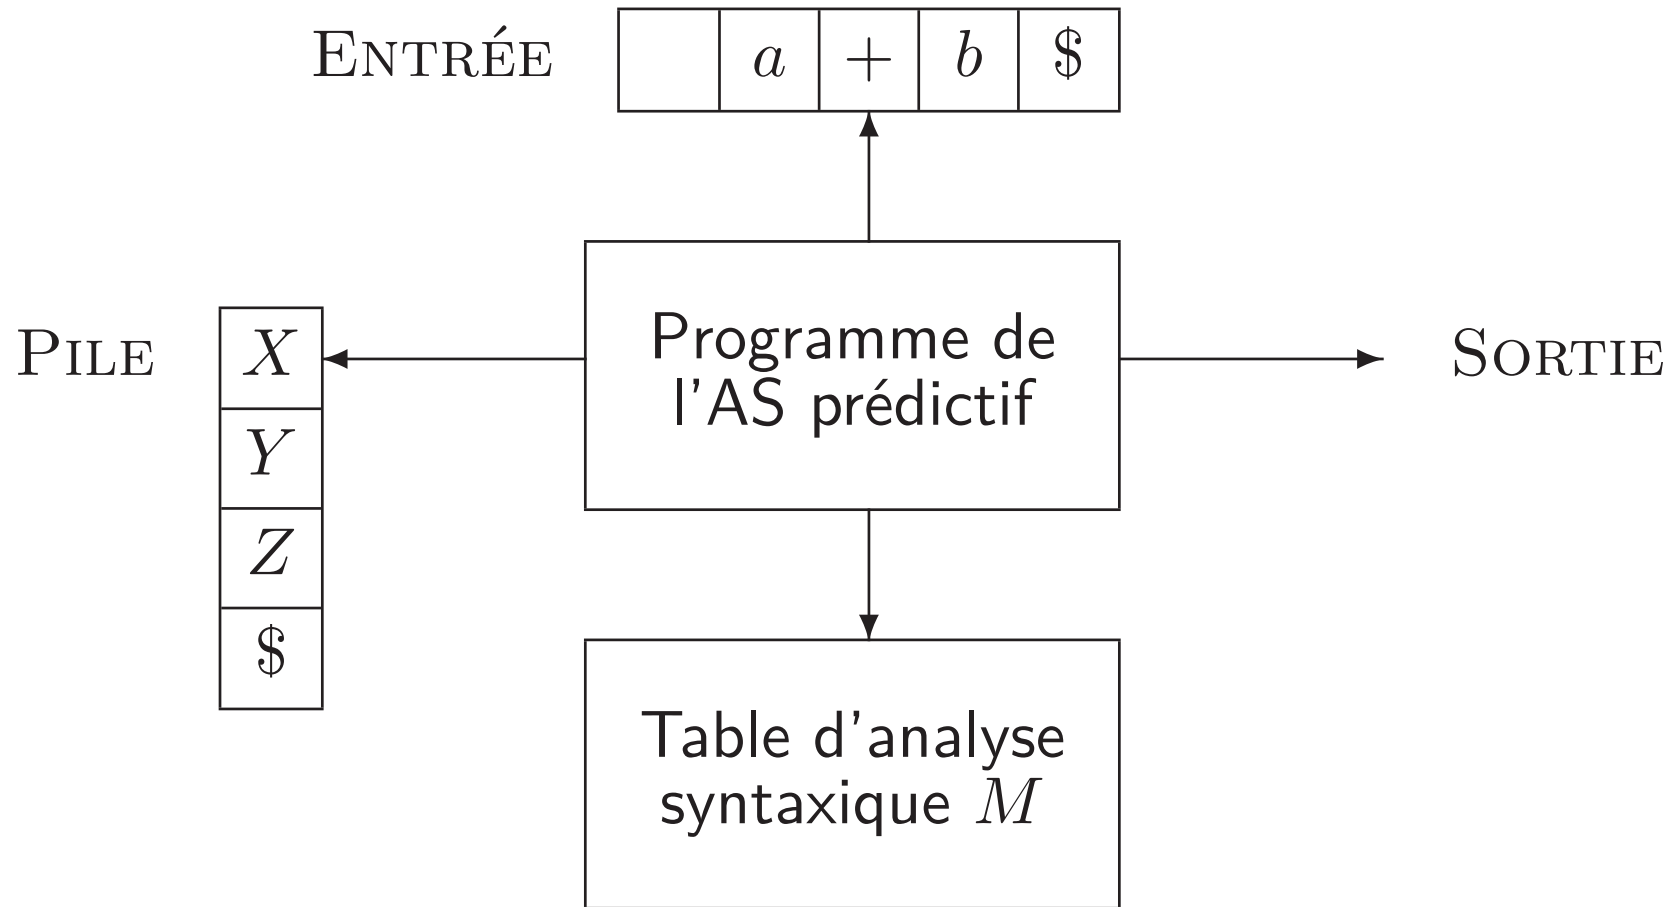 ENTRÉE a + b $
Programme de
l'AS prédictif
PILE X
Y
Z
$
SORTIE
Table d'analyse
syntaxique M